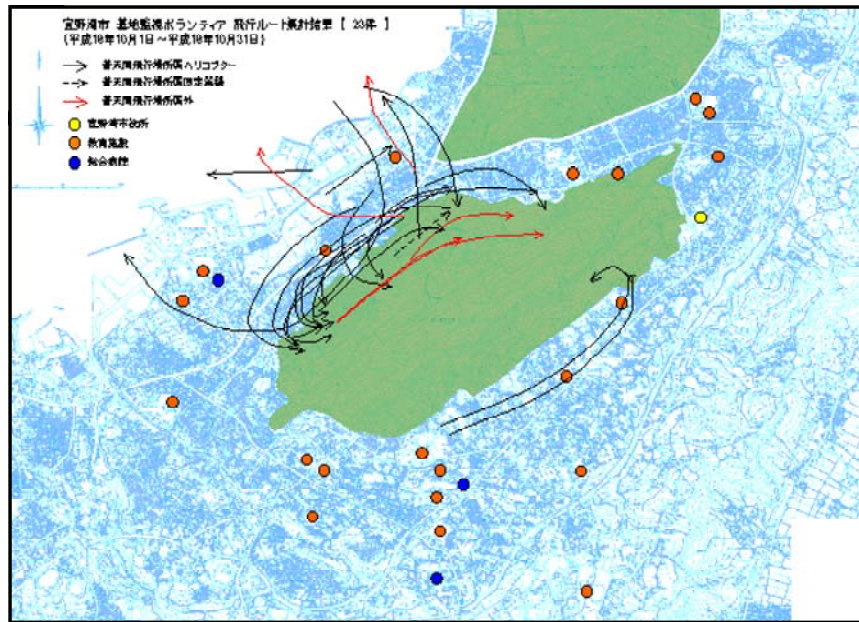 宜野湾市 基地監視ボランティア 飛行ルート集計結果 【 23件 】
(平成18年10月1日～平成18年10月31日)
普天間飛行場所属ヘリコプター
普天間飛行場所属固定翼機
普天間飛行場所属外
宜野湾市役所
教育施設
総合病院